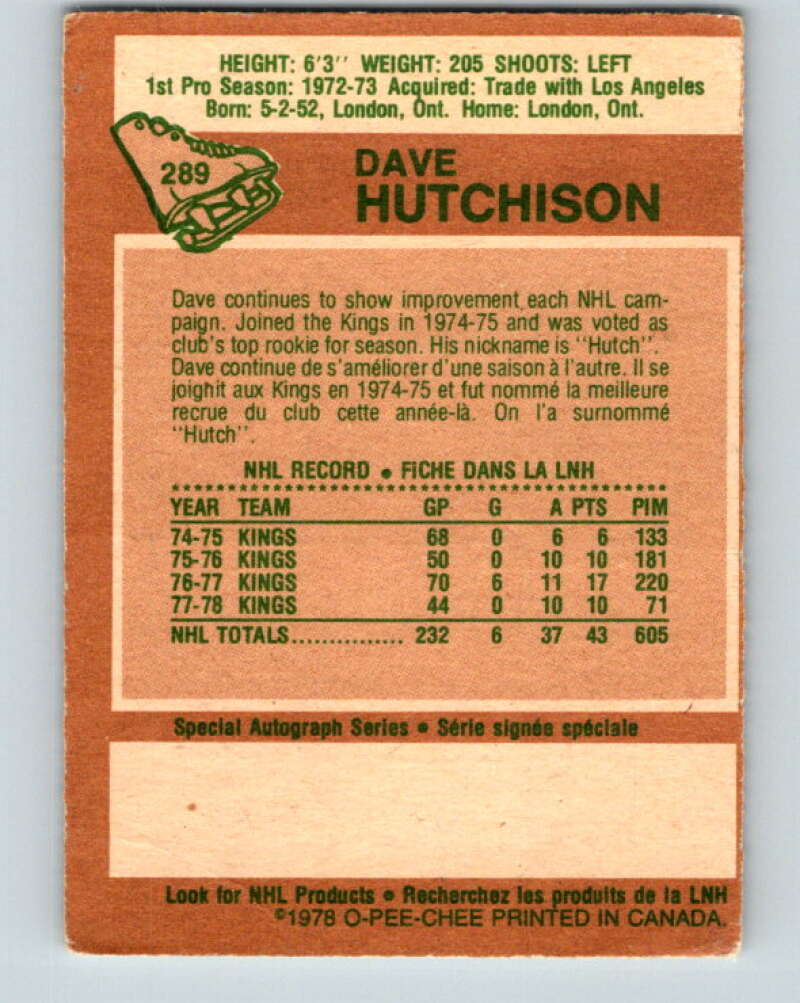 HEIGHT: 6'3'' WEIGHT: 205 SHOOTS: LEFT
1st Pro Season: 1972-73 Acquired: Trade with Los Angeles
Born: 5-2-52, London, Ont. Home: London, Ont.
289
DAVE
HUTCHISON
Dave continues to show improvement each NHL cam-
paign. Joined the Kings in 1974-75 and was voted as
club's top rookie for season. His nickname is "Hutch".
Dave continue de s'améliorer d'une saison à l'autre. Il se
joignit aux Kings en 1974-75 et fut nommé la meilleure
recrue du club cette année-là. On l'a surnommé
"Hutch".
NHL RECORD • FICHE DANS LA LNH
YEAR TEAM GP G A PTS PIM
74-75 KINGS 68 0 6 6 133
75-76 KINGS 50 0 10 10 181
76-77 KINGS 70 6 11 17 220
77-78 KINGS 44 0 10 10 71
NHL TOTALS................ 232 6 37 43 605
Special Autograph Series • Série signée spéciale
Look for NHL Products • Recherchez les produits de la LNH
©1978 O-PEE-CHEE PRINTED IN CANADA.